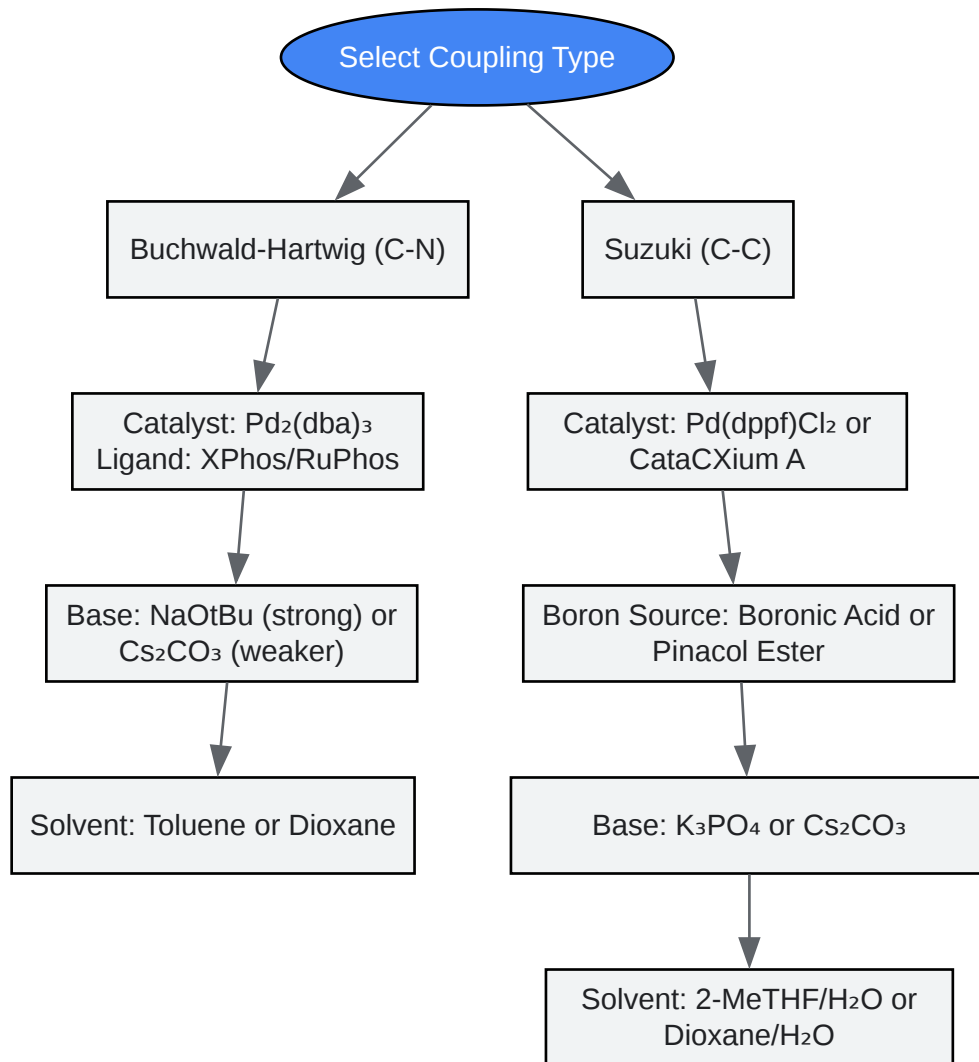 Select Coupling Type
Buchwald-Hartwig (C-N)
Suzuki (C-C)
Catalyst: Pd₂(dba)₃
Ligand: XPhos/RuPhos
Catalyst: Pd(dppf)Cl₂ or
CataCXium A
Base: NaOtBu (strong) or
Cs₂CO₃ (weaker)
Boron Source: Boronic Acid or
Pinacol Ester
Solvent: Toluene or Dioxane
Base: K₃PO₄ or Cs₂CO₃
Solvent: 2-MeTHF/H₂O or
Dioxane/H₂O